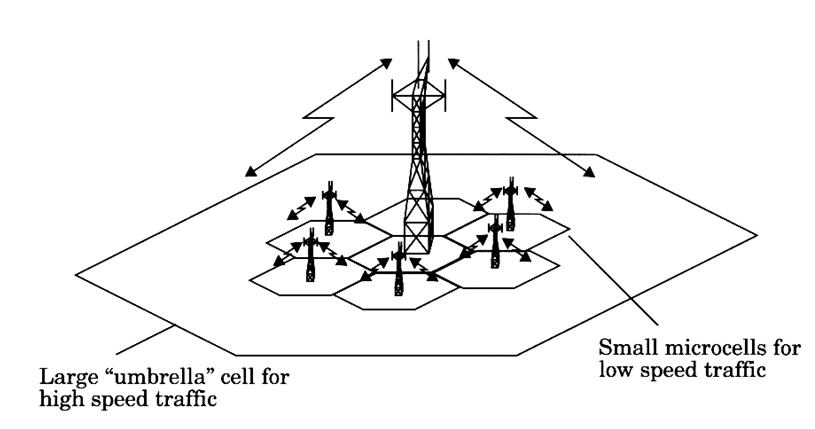 Small microcells for
low speed traffic
Large “umbrella” cell for
high speed traffic